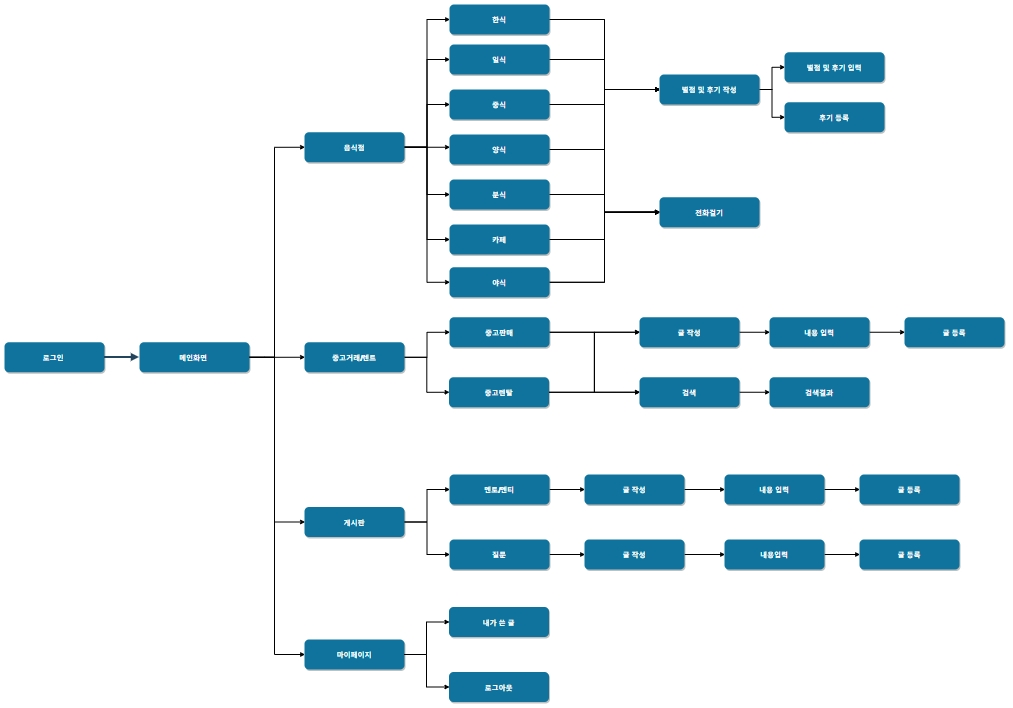 로그인
메인화면
음식점
한식
일식
중식
양식
분식
카페
야식
별점 및 후기 작성
별점 및 후기 입력
후기 등록
전화걸기
중고거래/렌트
중고판매
글 작성
내용 입력
글 등록
중고렌탈
검색
검색결과
게시판
멘토/멘티
글 작성
내용 입력
글 등록
질문
글 작성
내용입력
글 등록
마이페이지
내가 쓴 글
로그아웃